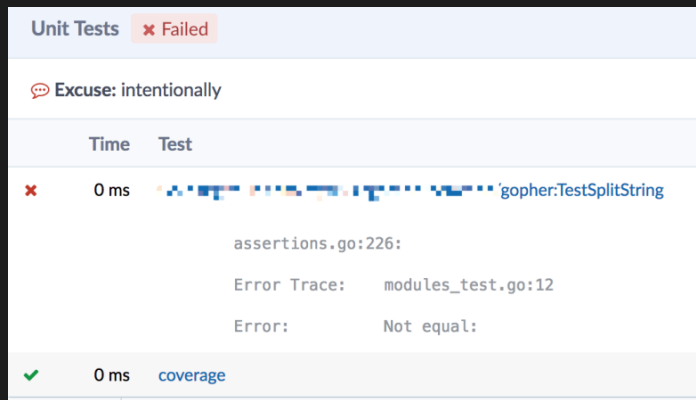 Unit Tests Failed
Excuse: intentionally
Time Test
0 ms gopher:TestSplitString
assertions.go:226:
Error Trace: modules_test.go:12
Error: Not equal:
0 ms coverage